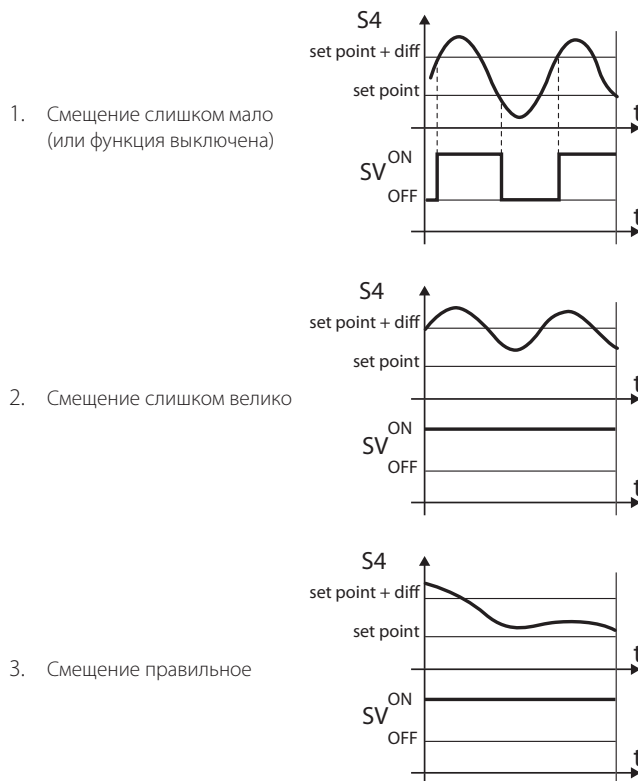 S4
set point + diff
set point
t
1. Смещение слишком мало
(или функция выключена)
SV
ON
OFF
t
S4
set point + diff
set point
t
2. Смещение слишком велико
SV
ON
OFF
t
S4
set point + diff
set point
t
3. Смещение правильное
SV
ON
OFF
t